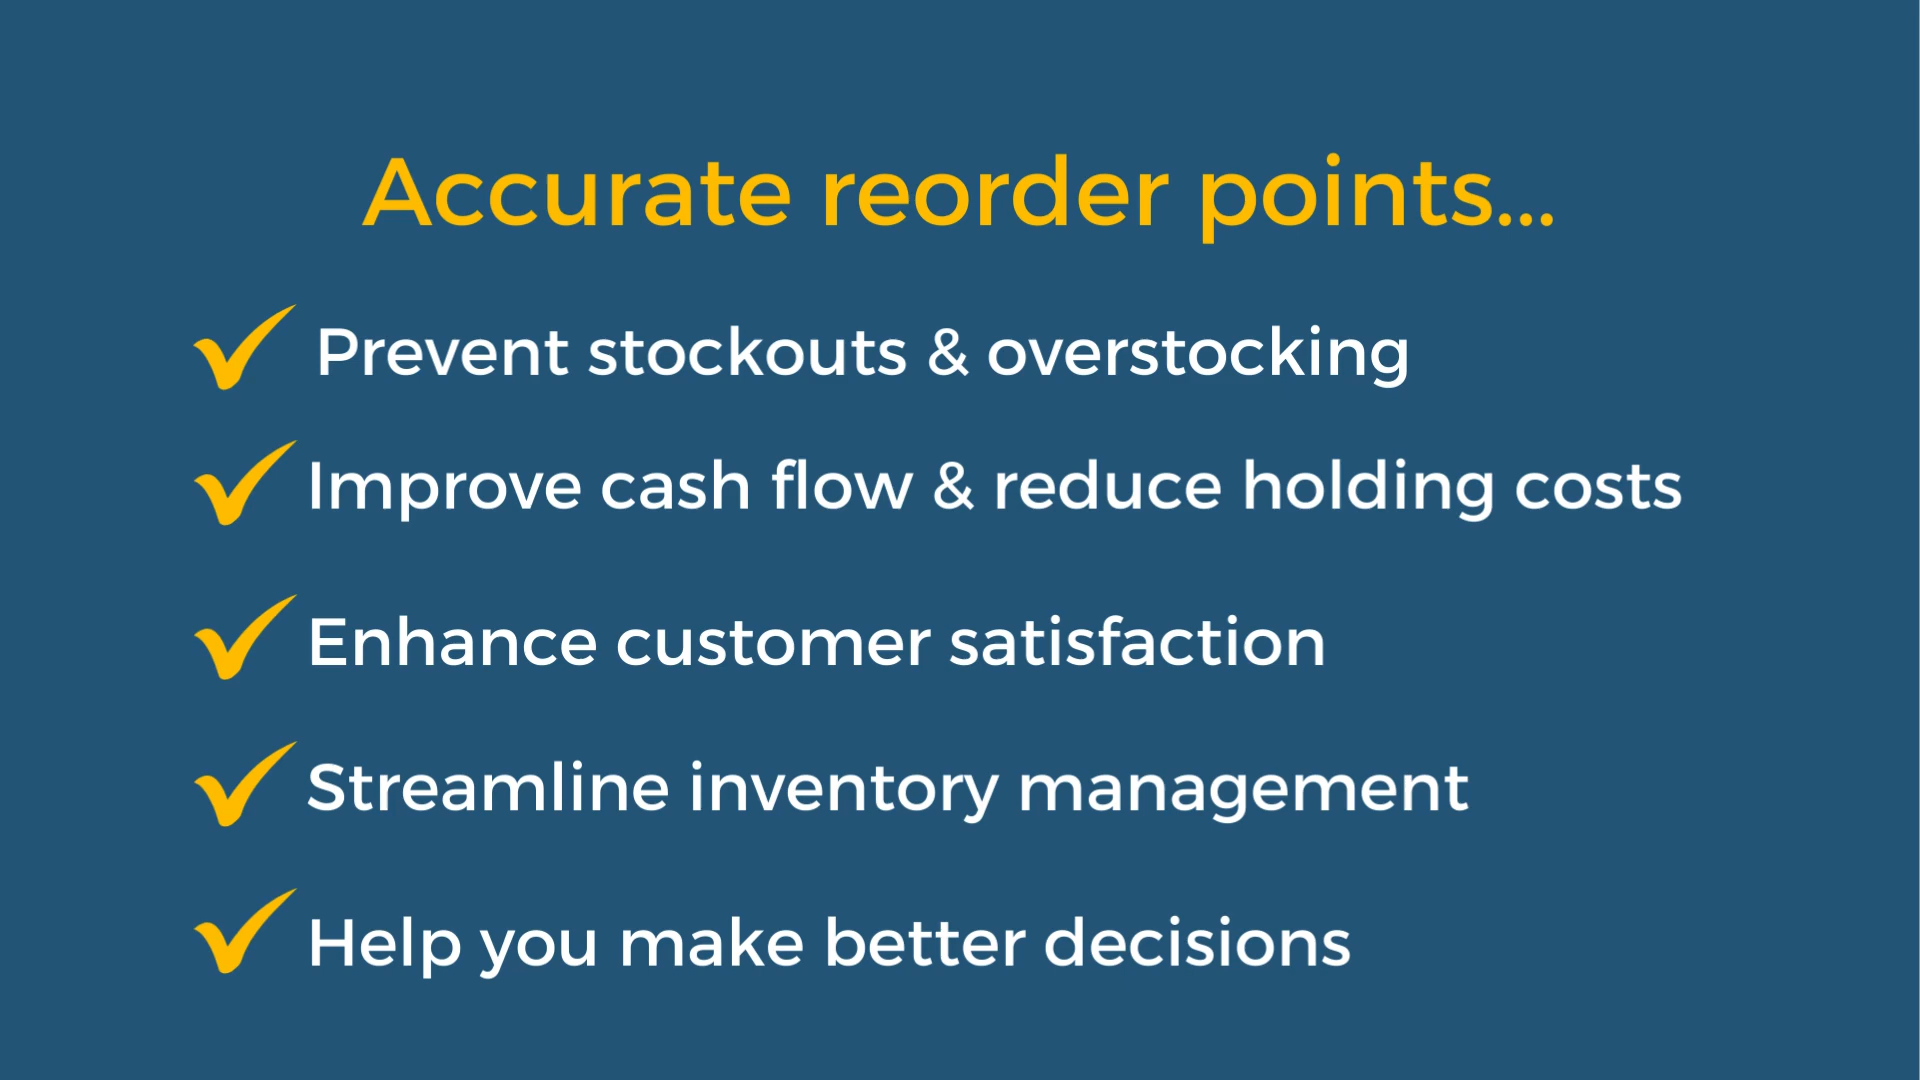 Accurate reorder points...
Prevent stockouts & overstocking
Improve cash flow & reduce holding costs
Enhance customer satisfaction
Streamline inventory management
Help you make better decisions